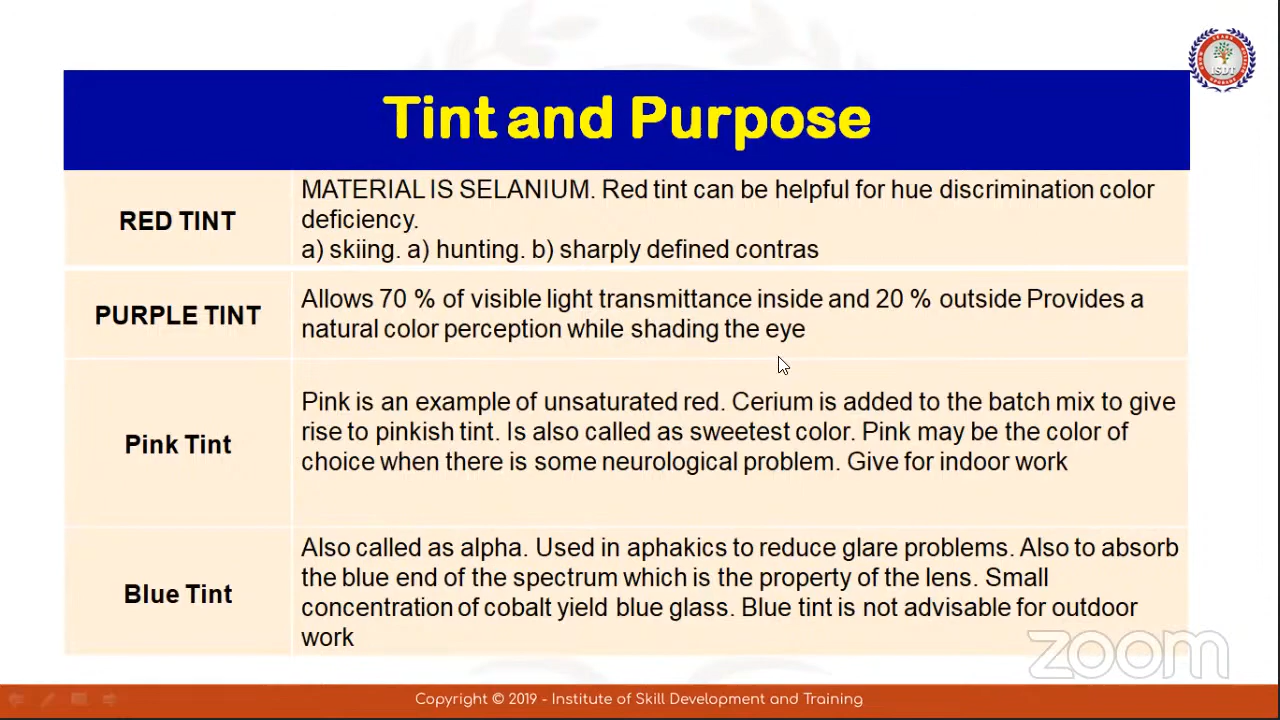 Tint and Purpose
RED TINT
MATERIAL IS SELANIUM. Red tint can be helpful for hue discrimination color
deficiency.
a) skiing. a) hunting. b) sharply defined contras
PURPLE TINT
Allows 70 % of visible light transmittance inside and 20 % outside Provides a
natural color perception while shading the eye
Pink Tint
Pink is an example of unsaturated red. Cerium is added to the batch mix to give
rise to pinkish tint. Is also called as sweetest color. Pink may be the color of
choice when there is some neurological problem. Give for indoor work
Blue Tint
Also called as alpha. Used in aphakics to reduce glare problems. Also to absorb
the blue end of the spectrum which is the property of the lens. Small
concentration of cobalt yield blue glass. Blue tint is not advisable for outdoor
work
zoom
Copyright © 2019 - Institute of Skill Development and Training
ISDT